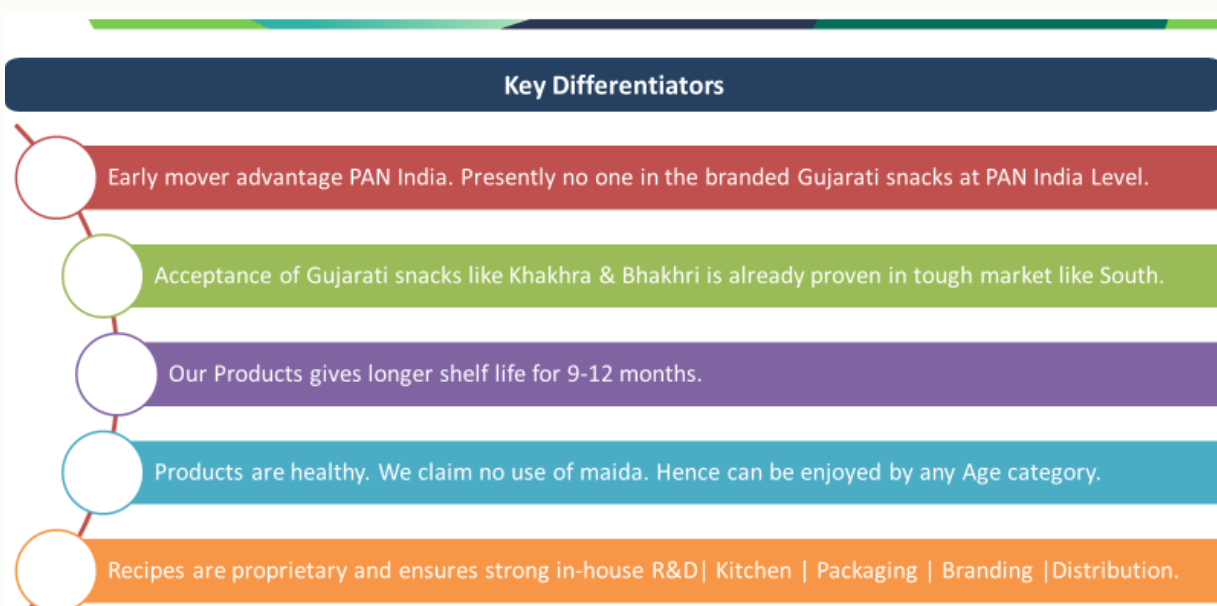 Key Differentiators
Early mover advantage PAN India. Presently no one in the branded Gujarati snacks at PAN India Level.
Acceptance of Gujarati snacks like Khakhra & Bhakhri is already proven in tough market like South.
Our Products gives longer shelf life for 9-12 months.
Products are healthy. We claim no use of maida. Hence can be enjoyed by any Age category.
Recipes are proprietary and ensures strong in-house R&D| Kitchen | Packaging | Branding |Distribution.